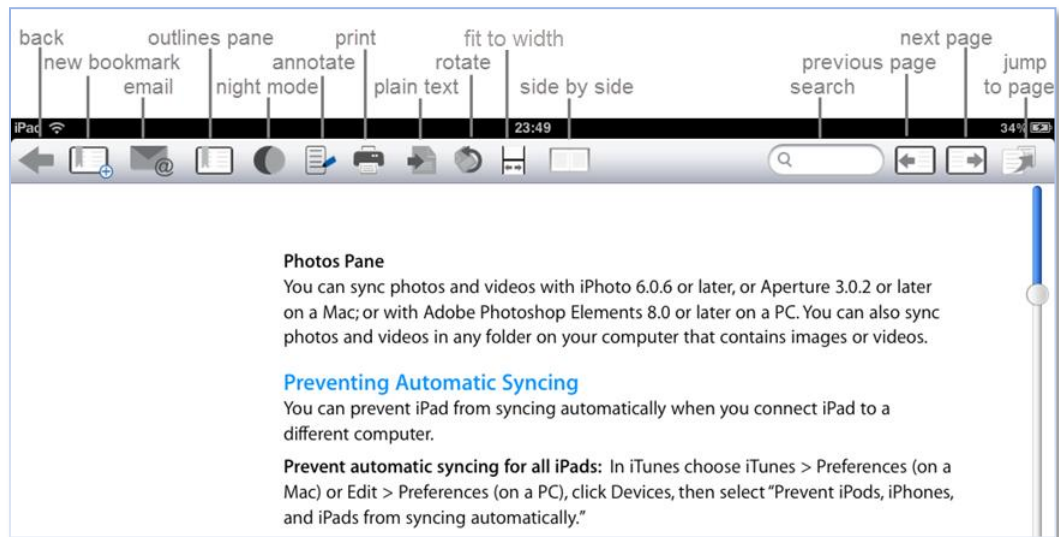 back outlines pane print fit to width next page
new bookmark annotate rotate previous page jump
email night mode plain text side by side search to page
iPad 23:49 34%
@
Photos Pane
You can sync photos and videos with iPhoto 6.0.6 or later, or Aperture 3.0.2 or later
on a Mac; or with Adobe Photoshop Elements 8.0 or later on a PC. You can also sync
photos and videos in any folder on your computer that contains images or videos.
Preventing Automatic Syncing
You can prevent iPad from syncing automatically when you connect iPad to a
different computer.
Prevent automatic syncing for all iPads: In iTunes choose iTunes > Preferences (on a
Mac) or Edit > Preferences (on a PC), click Devices, then select “Prevent iPods, iPhones,
and iPads from syncing automatically.”